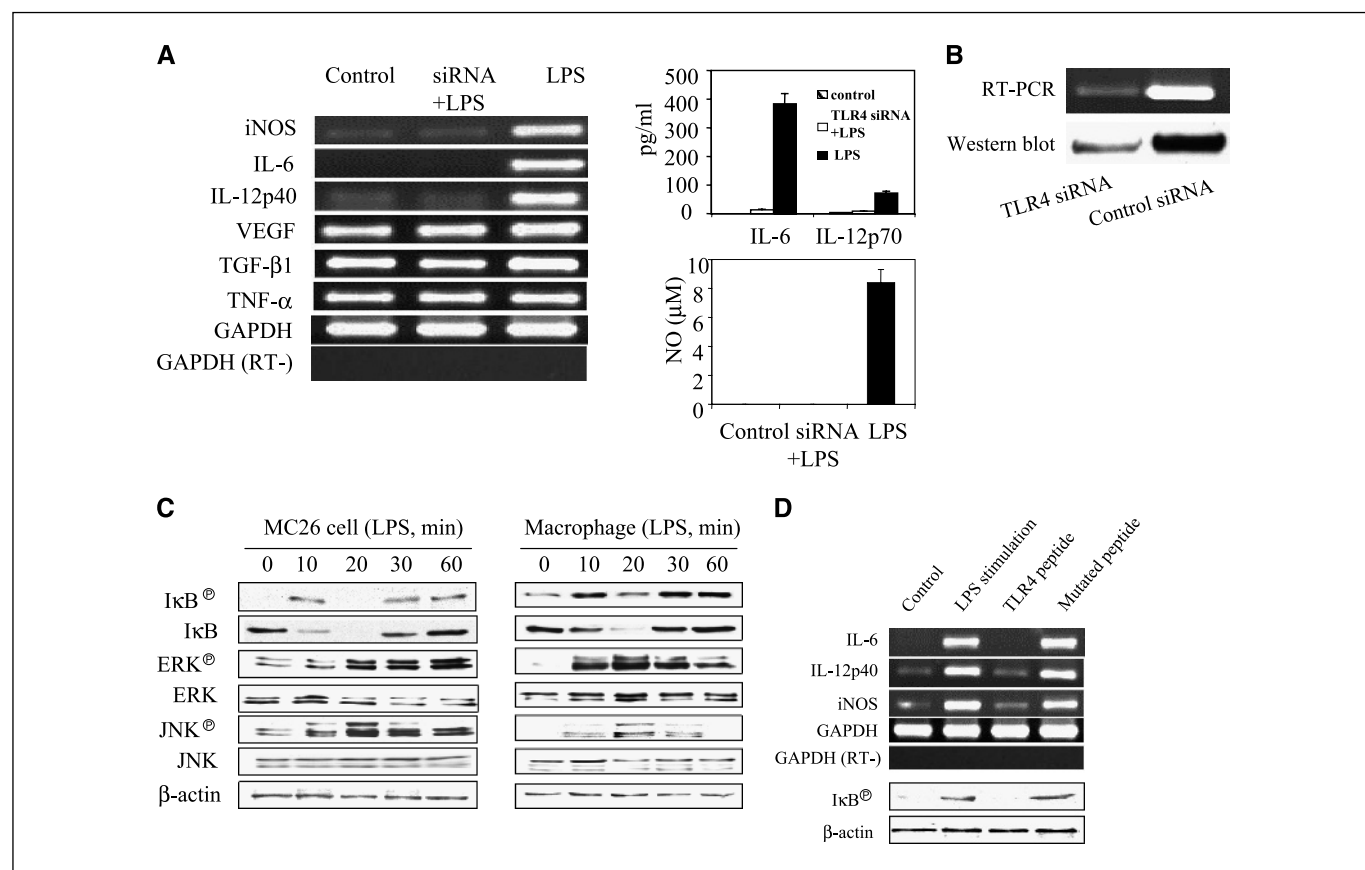 A
Control siRNA LPS
+LPS
iNOS
IL-6
IL-12p40
VEGF
TGF-β1
TNF-α
GAPDH
GAPDH (RT-)
500
400
300
200
100
0
pg/ml
control
TLR4 siRNA
+LPS
LPS
IL-6 IL-12p70
10
8
6
4
2
0
NO (µM)
Control siRNA LPS
+LPS
B
RT-PCR
Western blot
TLR4 siRNA
Control siRNA
C
MC26 cell (LPS, min)
0 10 20 30 60
Macrophage (LPS, min)
0 10 20 30 60
IκB Ⓟ
IκB
ERK Ⓟ
ERK
JNK Ⓟ
JNK
β-actin
D
Control
LPS stimulation
TLR4 peptide
Mutated peptide
IL-6
IL-12p40
iNOS
GAPDH
GAPDH (RT-)
IκB Ⓟ
β-actin